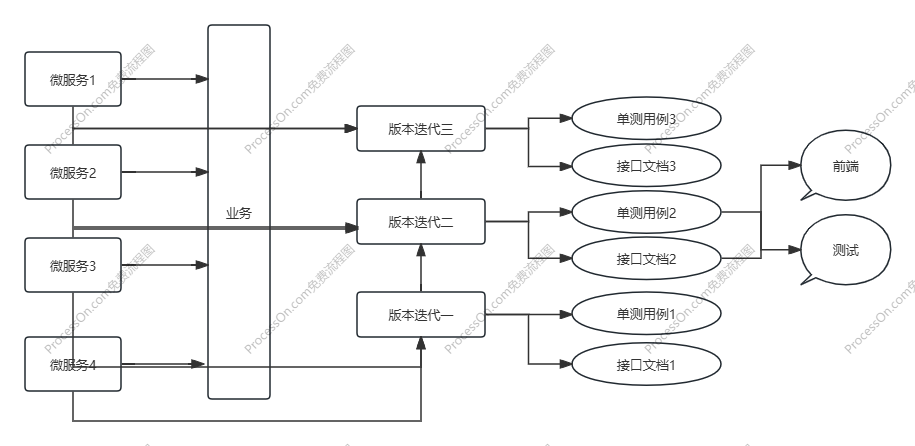 微服务1
微服务2
微服务3
微服务4
业务
版本迭代三
版本迭代二
版本迭代一
单测用例3
接口文档3
单测用例2
接口文档2
单测用例1
接口文档1
前端
测试
ProcessOn.com免费流程图
ProcessOn.com免费流程图
ProcessOn.com免费流程图
ProcessOn.com免费流程图
ProcessOn.com免费流程图
ProcessOn.com免费流程图
ProcessOn.com免费流程图
ProcessOn.com免费流程图
ProcessOn.com免费
ProcessOn.com免费